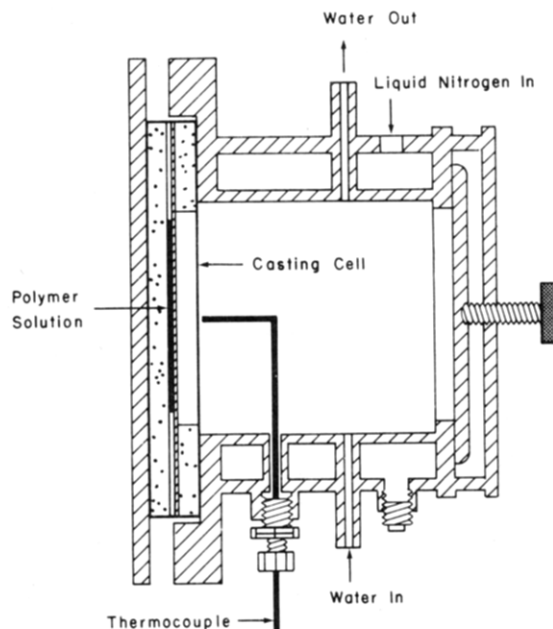 Water Out
Liquid Nitrogen In
Casting Cell
Polymer
Solution
Water In
Thermocouple